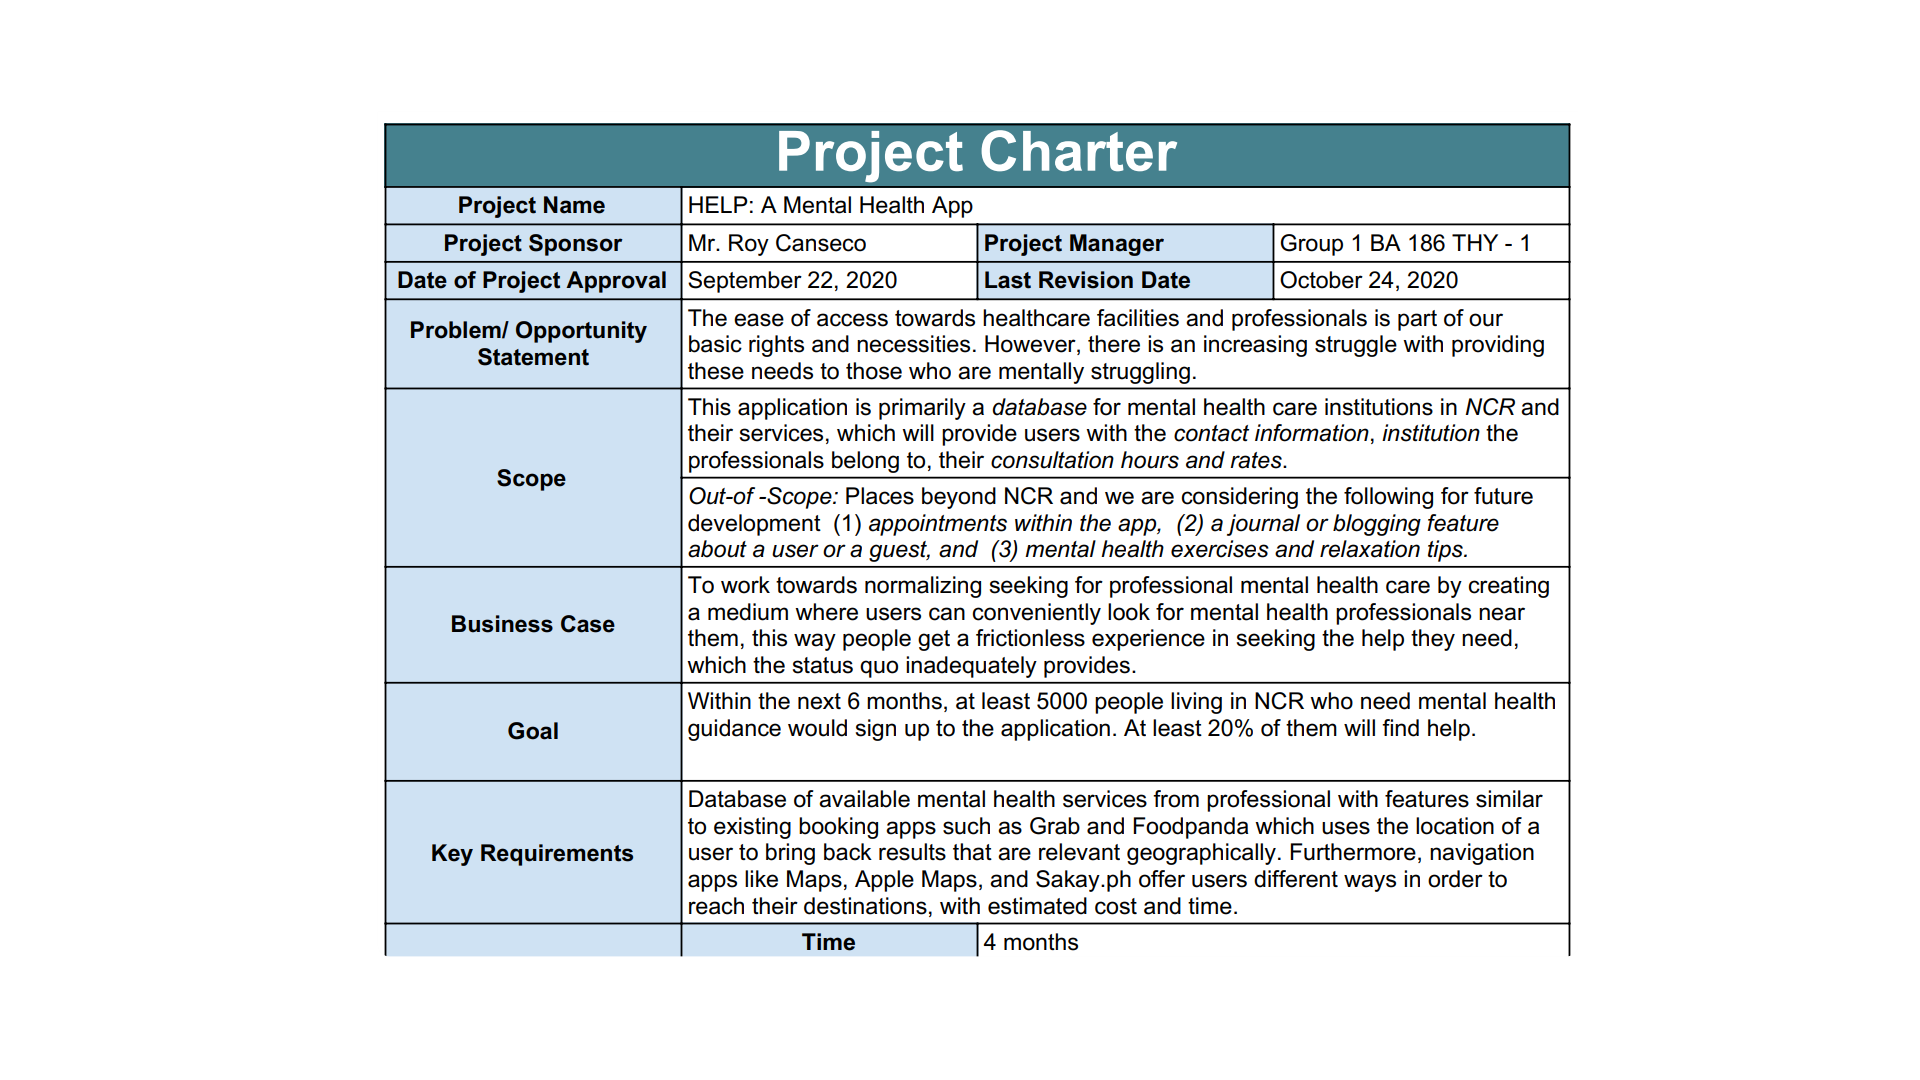 Project Charter
Project Name HELP: A Mental Health App
Project Sponsor Mr. Roy Canseco Project Manager Group 1 BA 186 THY - 1
Date of Project Approval September 22, 2020 Last Revision Date October 24, 2020
Problem/ Opportunity
Statement
The ease of access towards healthcare facilities and professionals is part of our
basic rights and necessities. However, there is an increasing struggle with providing
these needs to those who are mentally struggling.
Scope
This application is primarily a database for mental health care institutions in NCR and
their services, which will provide users with the contact information, institution the
professionals belong to, their consultation hours and rates.
Out-of -Scope: Places beyond NCR and we are considering the following for future
development (1) appointments within the app, (2) a journal or blogging feature
about a user or a guest, and (3) mental health exercises and relaxation tips.
Business Case
To work towards normalizing seeking for professional mental health care by creating
a medium where users can conveniently look for mental health professionals near
them, this way people get a frictionless experience in seeking the help they need,
which the status quo inadequately provides.
Goal
Within the next 6 months, at least 5000 people living in NCR who need mental health
guidance would sign up to the application. At least 20% of them will find help.
Key Requirements
Database of available mental health services from professional with features similar
to existing booking apps such as Grab and Foodpanda which uses the location of a
user to bring back results that are relevant geographically. Furthermore, navigation
apps like Maps, Apple Maps, and Sakay.ph offer users different ways in order to
reach their destinations, with estimated cost and time.
Time 4 months